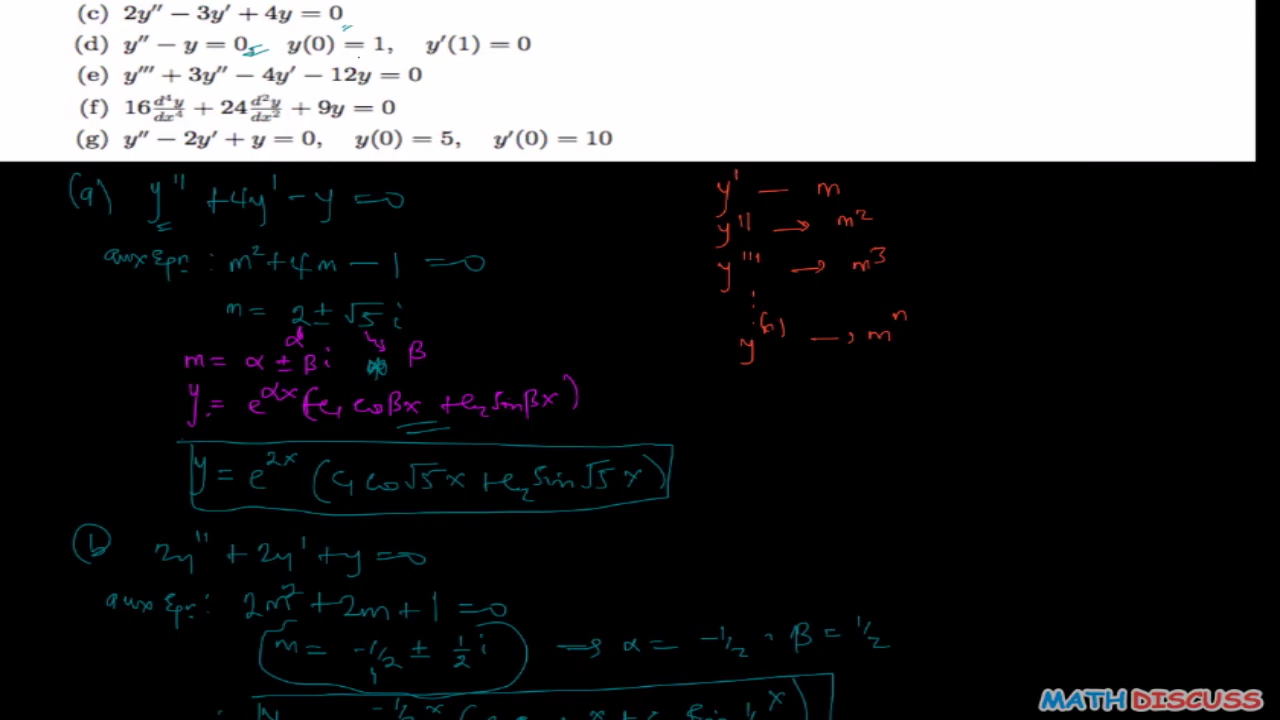 (c) 2y″ − 3y′ + 4y = 0
(d) y″ − y = 0, y(0) = 1, y′(1) = 0
(e) y‴ + 3y″ − 4y′ − 12y = 0
(f) 16 d⁴y/dx⁴ + 24 d²y/dx² + 9y = 0
(g) y″ − 2y′ + y = 0, y(0) = 5, y′(0) = 10
(a) y″ + 4y′ − y = 0
aux Eqn : m² + 4m − 1 = 0
m = 2 ± √5 i
α β
m = α ± βi
y = e^αx (c₁ cos βx + c₂ sin βx)
y = e^2x (c₁ cos √5 x + c₂ sin √5 x)
y′ — m
y″ → m²
y‴ → m³
y^(n) → mⁿ
(b) 2y″ + 2y′ + y = 0
aux Eqn : 2m² + 2m + 1 = 0
m = −1/2 ± 1/2 i → α = −1/2 , β = 1/2
MATH DISCUSS